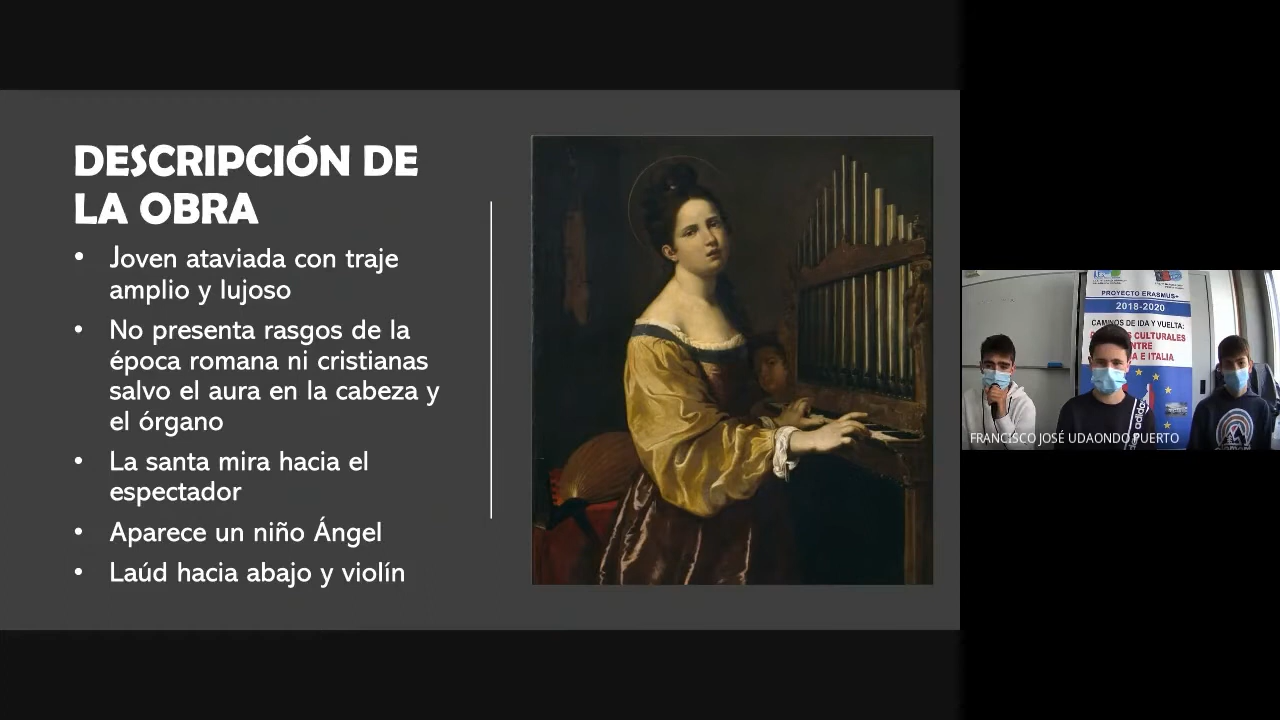 DESCRIPCIÓN DE
LA OBRA
• Joven ataviada con traje
amplio y lujoso
• No presenta rasgos de la
época romana ni cristianas
salvo el aura en la cabeza y
el órgano
• La santa mira hacia el
espectador
• Aparece un niño Ángel
• Laúd hacia abajo y violín
PROYECTO ERASMUS+
2018-2020
CAMINOS DE IDA Y VUELTA:
CULTURALES
ENTRE
E ITALIA
adidas
FRANCISCO JOSÉ UDAONDO PUERTO